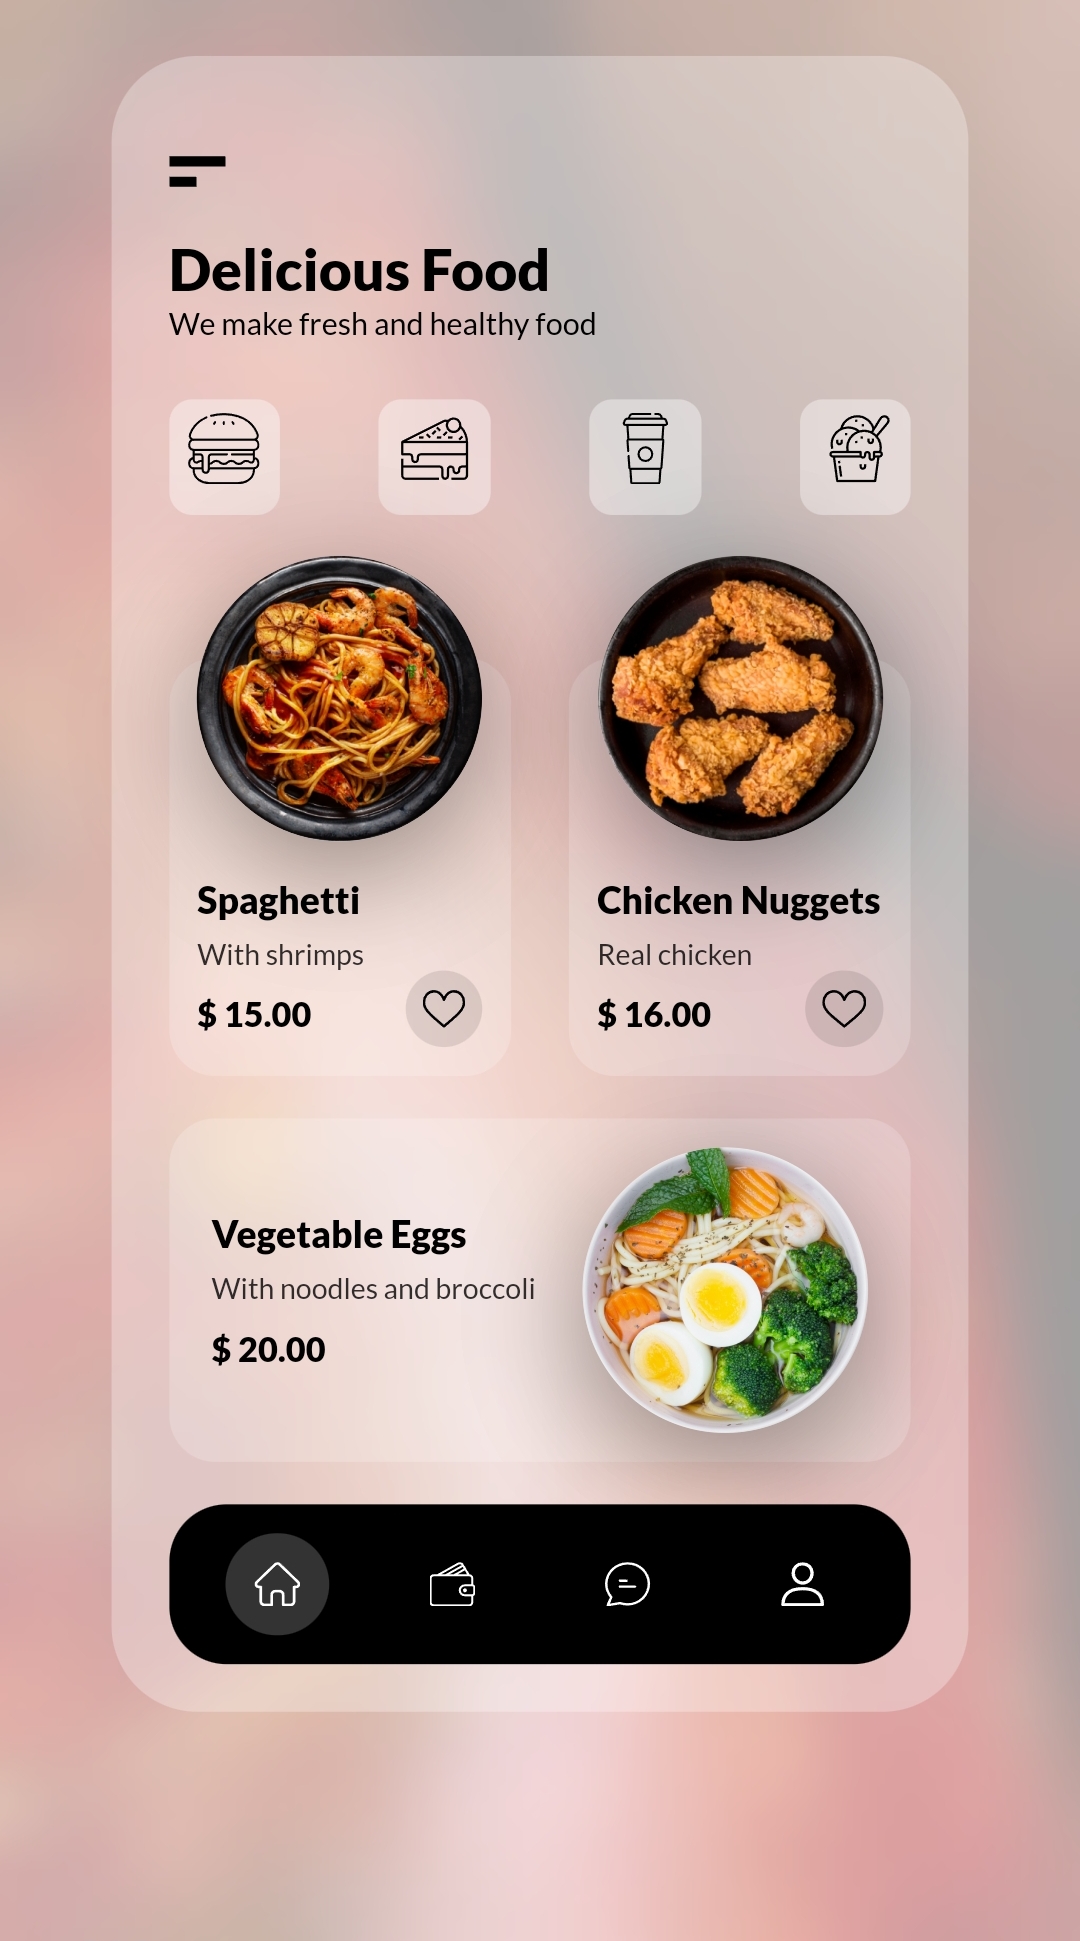 Delicious Food
We make fresh and healthy food
Spaghetti
With shrimps
$ 15.00
Chicken Nuggets
Real chicken
$ 16.00
Vegetable Eggs
With noodles and broccoli
$ 20.00